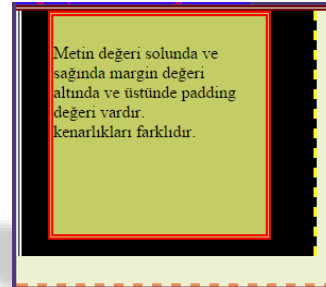 Metin değeri solunda ve
sağında margin değeri
altında ve üstünde padding
değeri vardır.
kenarlıkları farklıdır.